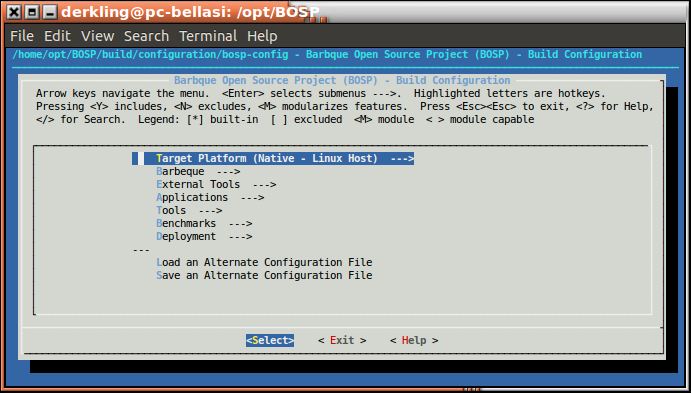 derkling@pc-bellasi: /opt/BOSP
File Edit View Search Terminal Help
/home/opt/BOSP/build/configuration/bosp-config - Barbque Open Source Project (BOSP) - Build Configuration
Barbque Open Source Project (BOSP) - Build Configuration
Arrow keys navigate the menu. <Enter> selects submenus --->. Highlighted letters are hotkeys.
Pressing <Y> includes, <N> excludes, <M> modularizes features. Press <Esc><Esc> to exit, <?> for Help,
</> for Search. Legend: [*] built-in [ ] excluded <M> module < > module capable
Target Platform (Native - Linux Host) --->
Barbeque --->
External Tools --->
Applications --->
Tools --->
Benchmarks --->
Deployment --->
---
Load an Alternate Configuration File
Save an Alternate Configuration File
<Select> < Exit > < Help >